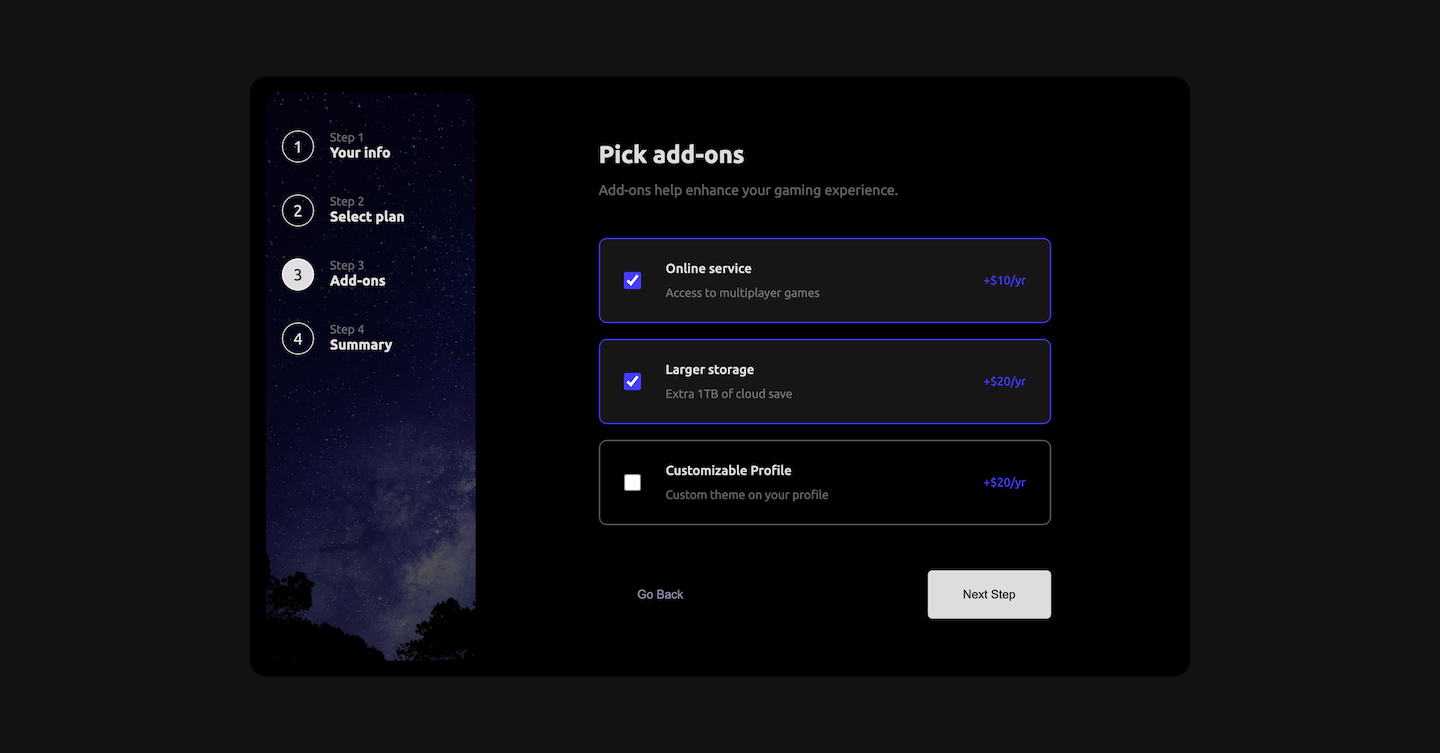 1
Step 1
Your info
2
Step 2
Select plan
3
Step 3
Add-ons
4
Step 4
Summary
Pick add-ons
Add-ons help enhance your gaming experience.
Online service
Access to multiplayer games
+$10/yr
Larger storage
Extra 1TB of cloud save
+$20/yr
Customizable Profile
Custom theme on your profile
+$20/yr
Go Back
Next Step